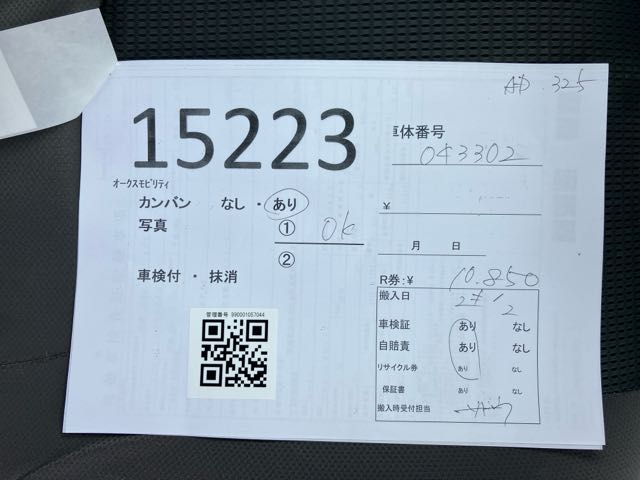 AD 325
15223
車体番号
043302
オークスモビリティ
カンバン なし ・ あり
¥
写真 ① OK
②
月 日
車検付 ・ 抹消
R券:¥ 10.850
搬入日
車検証 あり なし
自賠責 あり なし
リサイクル券 あり なし
保証書 あり なし
搬入時受付担当
管理番号 890001057044